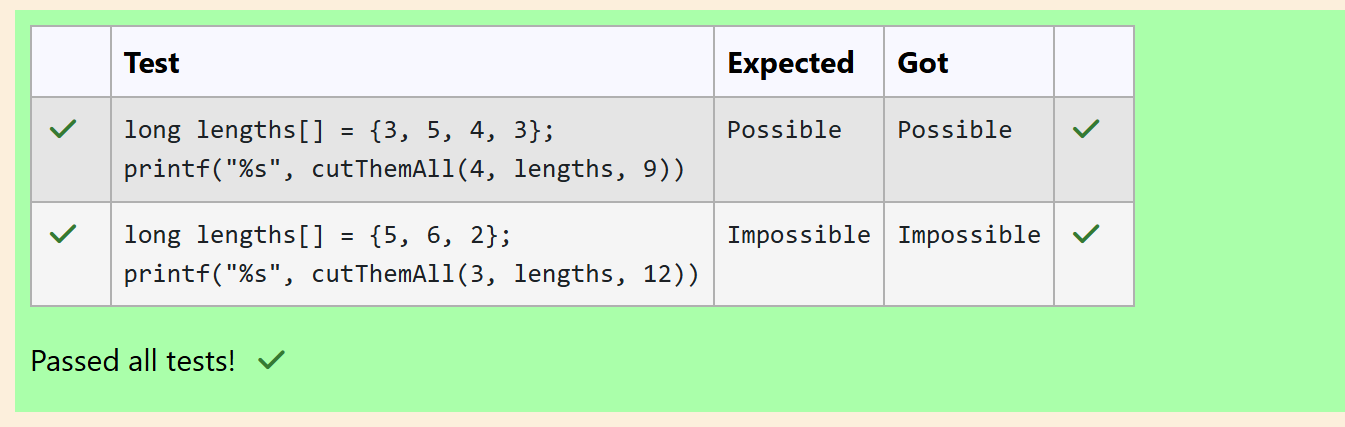 Test Expected Got
long lengths[] = {3, 5, 4, 3}; Possible Possible
printf("%s", cutThemAll(4, lengths, 9))
long lengths[] = {5, 6, 2}; Impossible Impossible
printf("%s", cutThemAll(3, lengths, 12))
Passed all tests!